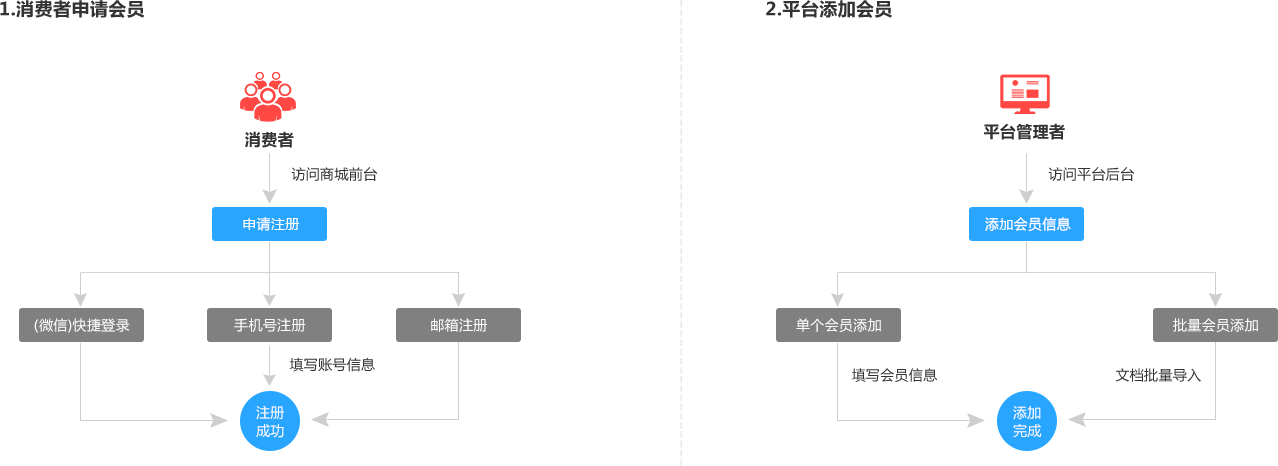 1.消费者申请会员
消费者
访问商城前台
申请注册
(微信)快捷登录
手机号注册
邮箱注册
填写账号信息
注册
成功
2.平台添加会员
平台管理者
访问平台后台
添加会员信息
单个会员添加
批量会员添加
填写会员信息
文档批量导入
添加
完成